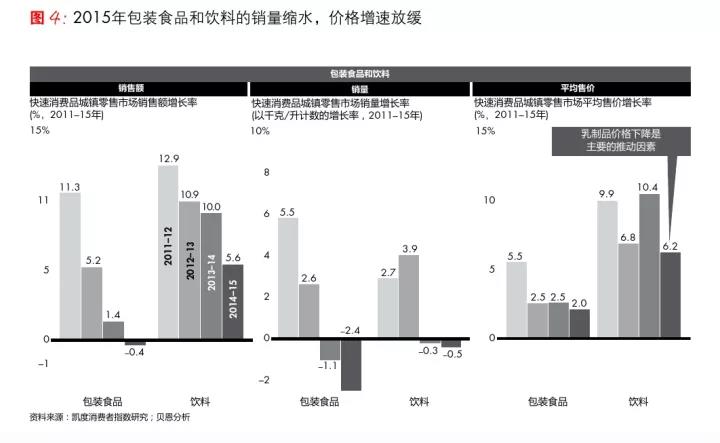 图 4: 2015年包装食品和饮料的销量缩水，价格增速放缓
包装食品和饮料
销售额
快速消费品城镇零售市场销售额增长率
(%，2011–15年)
15%
11
5
0
–1
11.3
5.2
1.4
–0.4
12.9
10.9
10.0
5.6
2011–12
2012–13
2013–14
2014–15
包装食品
饮料
销量
快速消费品城镇零售市场销量增长率
(以千克/升计数的增长率，2011–15年)
10%
8
6
4
2
0
–2
5.5
2.6
–1.1
–2.4
2.7
3.9
–0.3
–0.5
包装食品
饮料
平均售价
快速消费品城镇零售市场平均售价增长率
(%，2011–15年)
15%
10
5
0
乳制品价格下降是
主要的推动因素
5.5
2.5
2.5
2.0
9.9
6.8
10.4
6.2
包装食品
饮料
资料来源：凯度消费者指数研究；贝恩分析